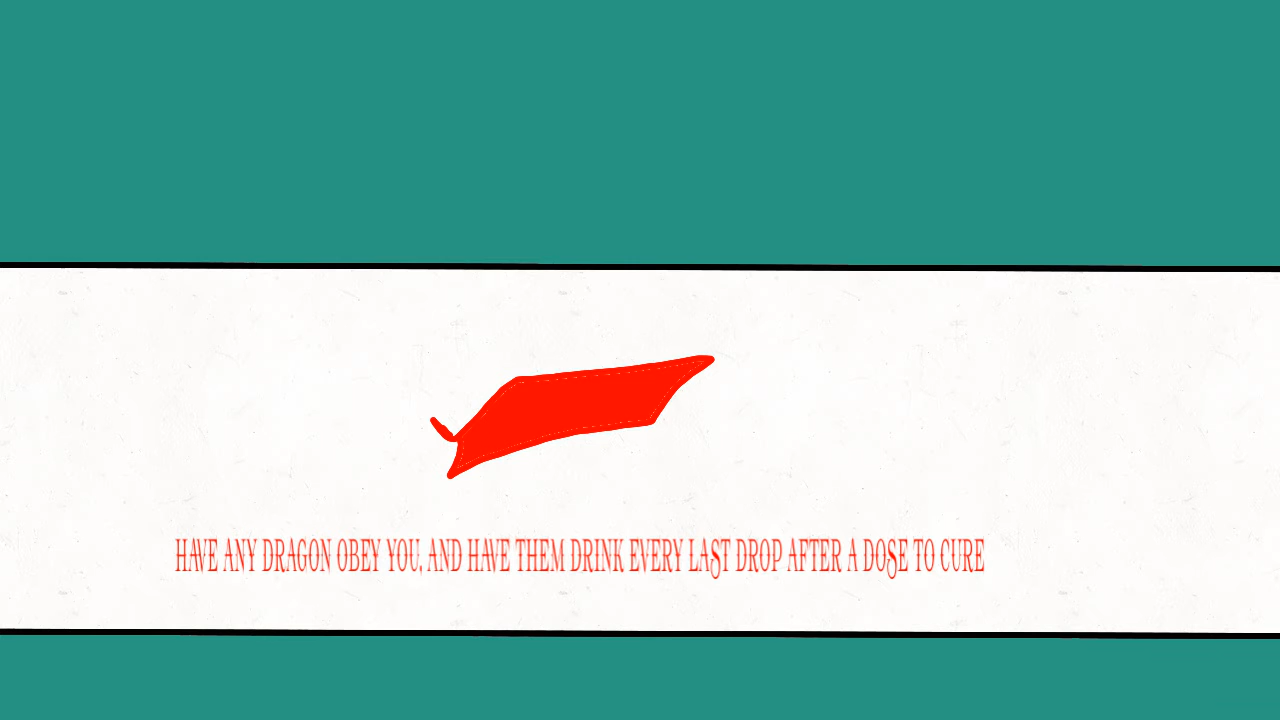 HAVE ANY DRAGON OBEY YOU, AND HAVE THEM DRINK EVERY LAST DROP AFTER A DOSE TO CURE